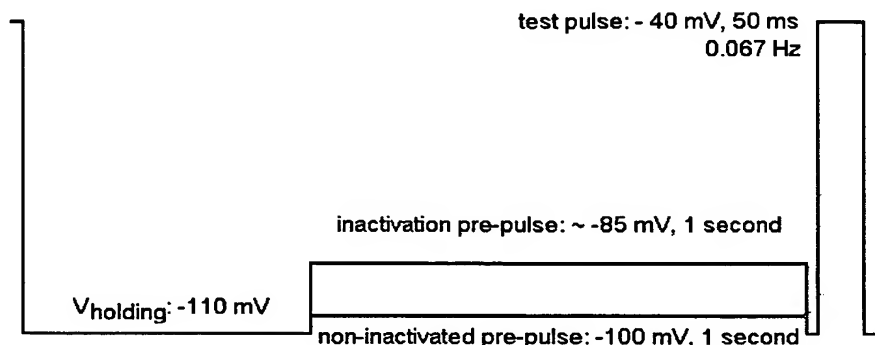 test pulse: - 40 mV, 50 ms
0.067 Hz
inactivation pre-pulse: ~ -85 mV, 1 second
Vholding: -110 mV
non-inactivated pre-pulse: -100 mV, 1 second